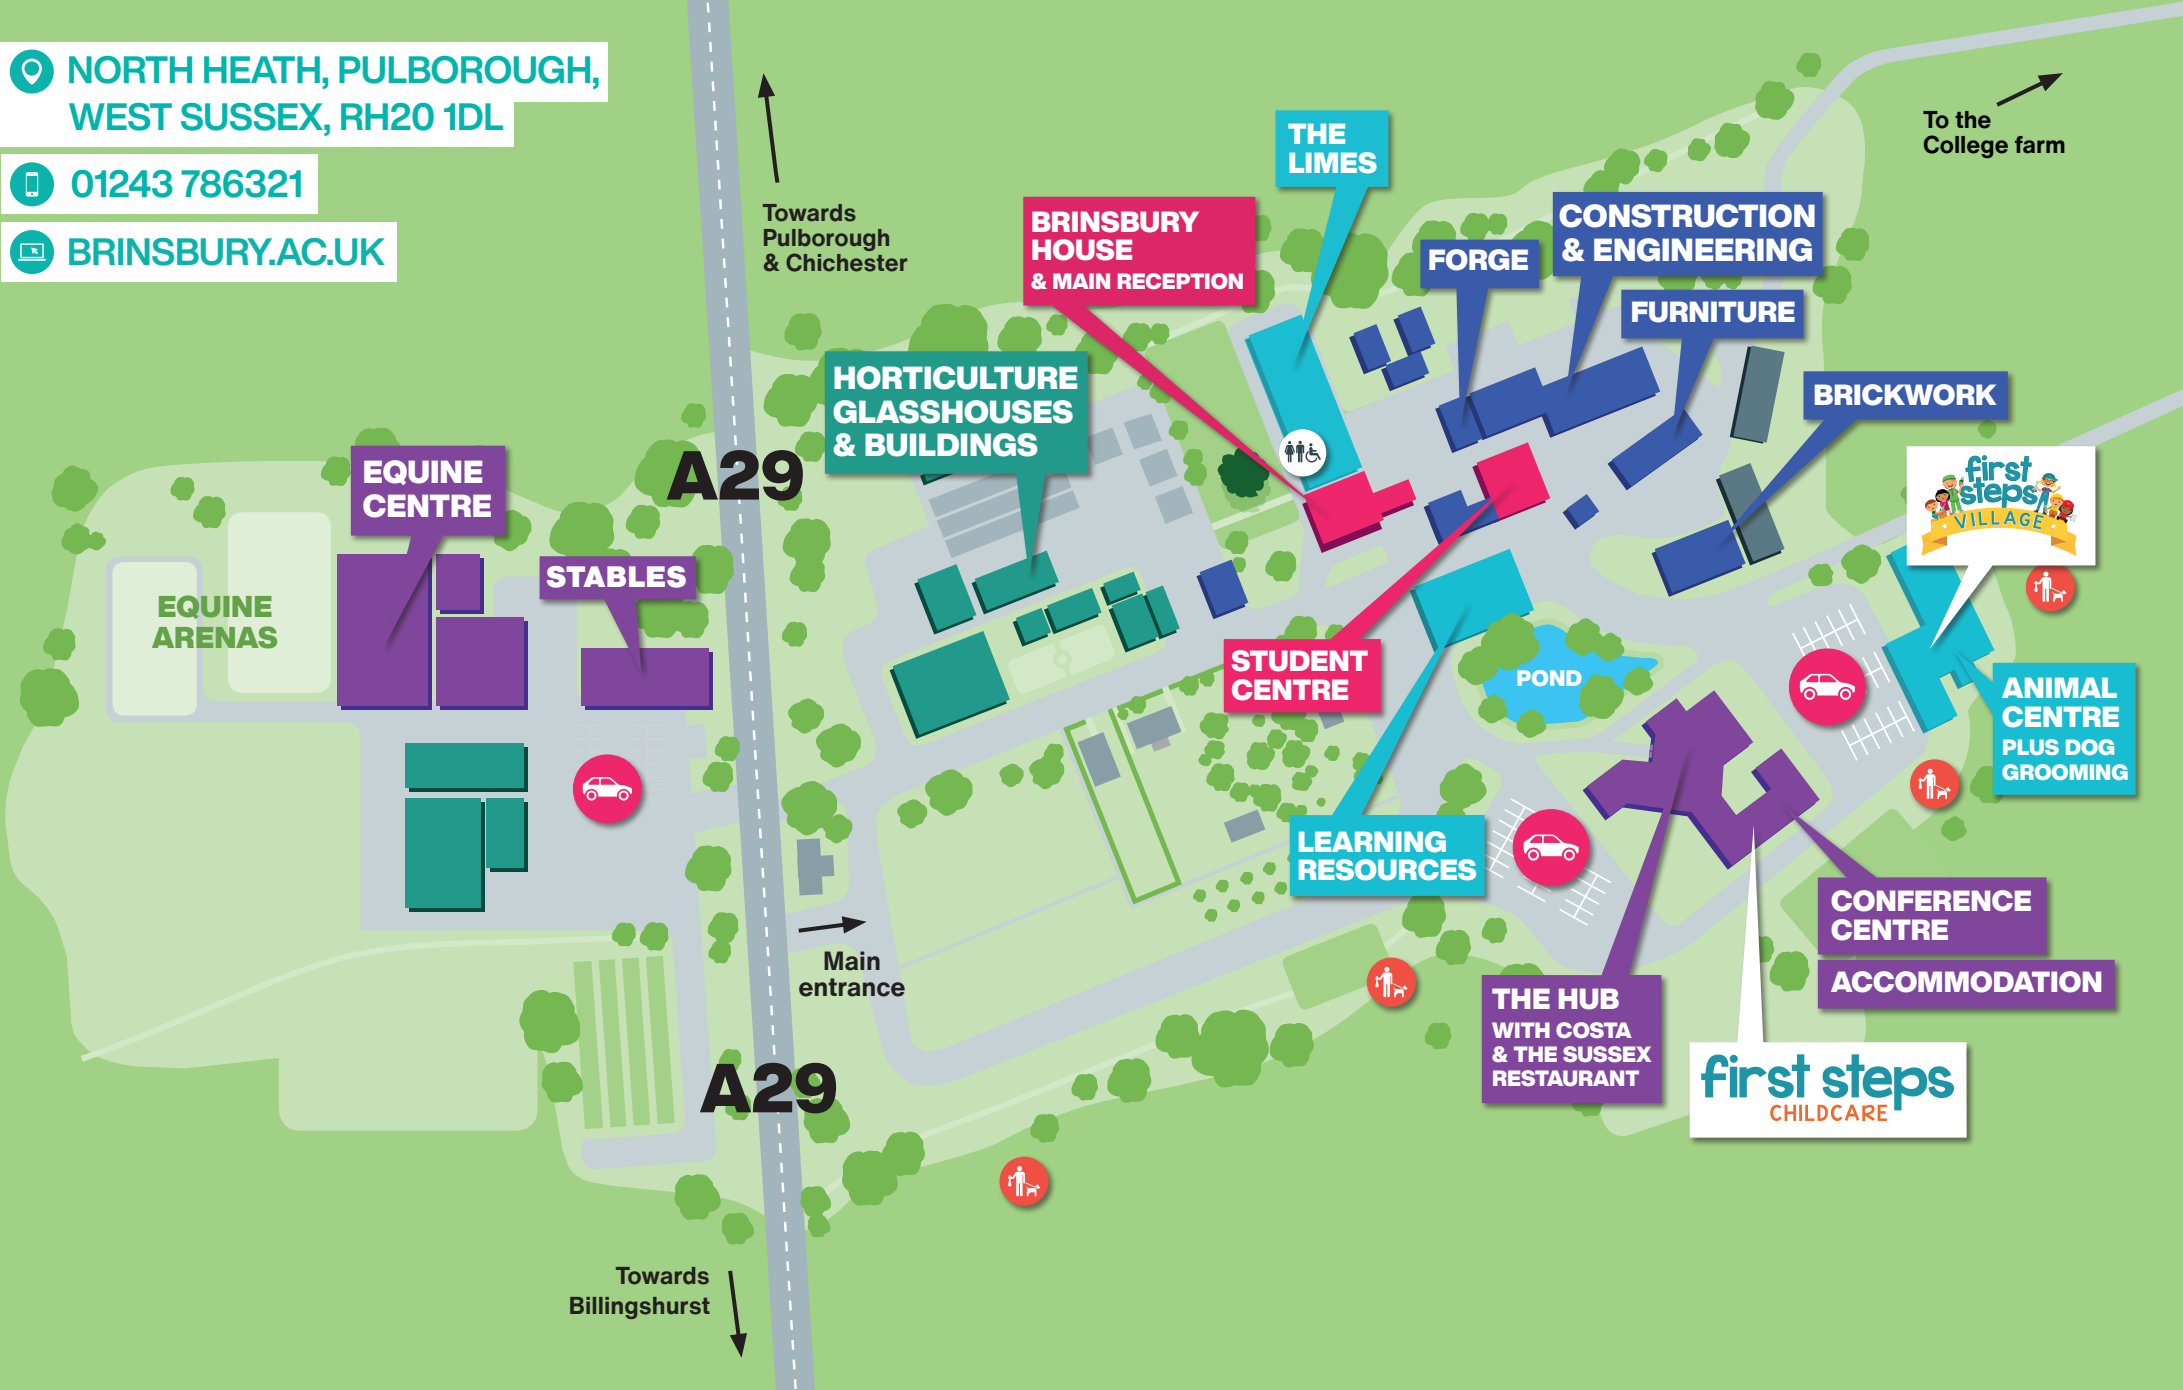 NORTH HEATH, PULBOROUGH,
WEST SUSSEX, RH20 1DL
01243 786321
BRINSBURY.AC.UK
Towards
Pulborough
& Chichester
To the
College farm
THE
LIMES
BRINSBURY
HOUSE
& MAIN RECEPTION
FORGE
CONSTRUCTION
& ENGINEERING
FURNITURE
BRICKWORK
HORTICULTURE
GLASSHOUSES
& BUILDINGS
A29
EQUINE
CENTRE
STABLES
EQUINE
ARENAS
first
steps
VILLAGE
STUDENT
CENTRE
POND
ANIMAL
CENTRE
PLUS DOG
GROOMING
LEARNING
RESOURCES
CONFERENCE
CENTRE
ACCOMMODATION
Main
entrance
THE HUB
WITH COSTA
& THE SUSSEX
RESTAURANT
first steps
CHILDCARE
A29
Towards
Billingshurst